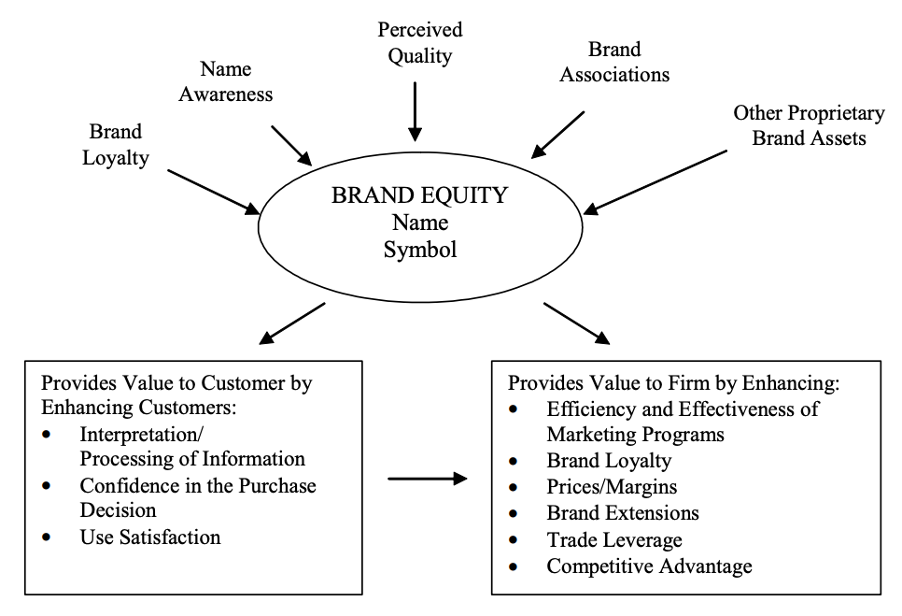 Perceived
Quality
Brand
Associations
Name
Awareness
Other Proprietary
Brand Assets
Brand
Loyalty
BRAND EQUITY
Name
Symbol
Provides Value to Customer by
Enhancing Customers:
• Interpretation/
Processing of Information
• Confidence in the Purchase
Decision
• Use Satisfaction
Provides Value to Firm by Enhancing:
• Efficiency and Effectiveness of
Marketing Programs
• Brand Loyalty
• Prices/Margins
• Brand Extensions
• Trade Leverage
• Competitive Advantage